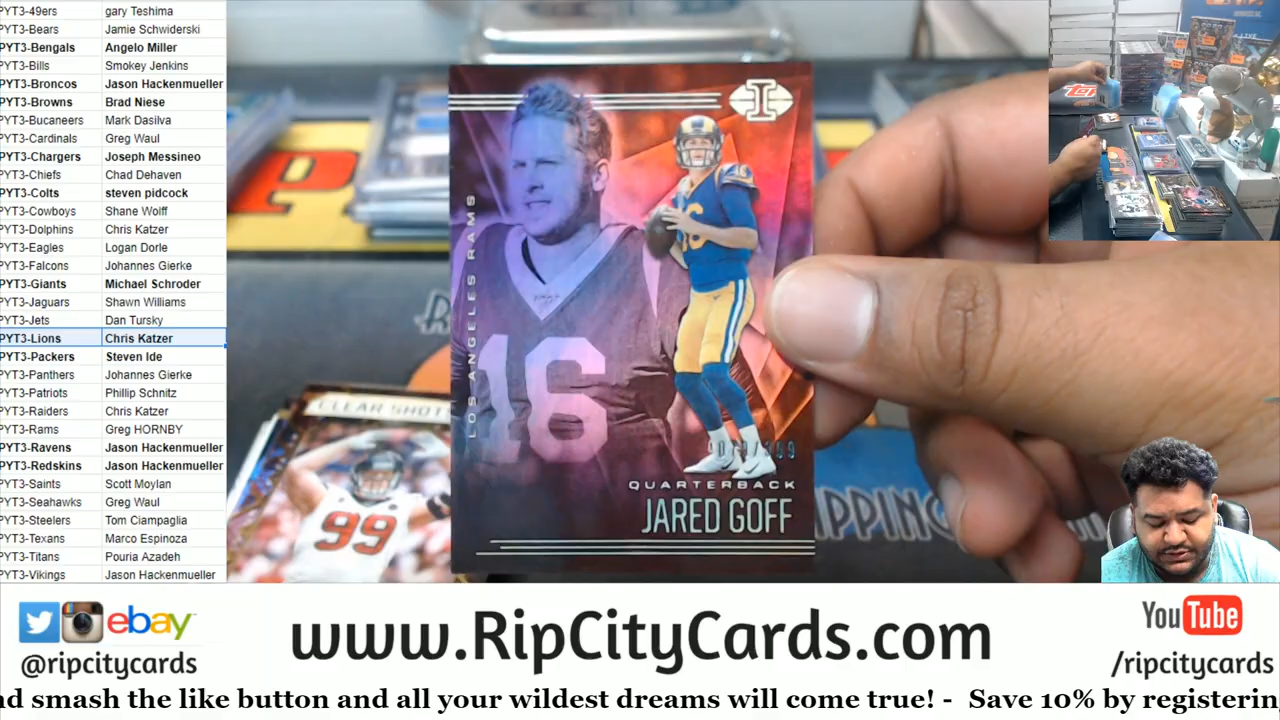 PYT3-49ers gary Teshima
PYT3-Bears Jamie Schwiderski
PYT3-Bengals Angelo Miller
PYT3-Bills Smokey Jenkins
PYT3-Broncos Jason Hackenmueller
PYT3-Browns Brad Niese
PYT3-Bucaneers Mark Dasilva
PYT3-Cardinals Greg Waul
PYT3-Chargers Joseph Messineo
PYT3-Chiefs Chad Dehaven
PYT3-Colts steven pidcock
PYT3-Cowboys Shane Wolff
PYT3-Dolphins Chris Katzer
PYT3-Eagles Logan Dorle
PYT3-Falcons Johannes Gierke
PYT3-Giants Michael Schroder
PYT3-Jaguars Shawn Williams
PYT3-Jets Dan Tursky
PYT3-Lions Chris Katzer
PYT3-Packers Steven Ide
PYT3-Panthers Johannes Gierke
PYT3-Patriots Phillip Schnitz
PYT3-Raiders Chris Katzer
PYT3-Rams Greg HORNBY
PYT3-Ravens Jason Hackenmueller
PYT3-Redskins Jason Hackenmueller
PYT3-Saints Scott Moylan
PYT3-Seahawks Greg Waul
PYT3-Steelers Tom Ciampaglia
PYT3-Texans Marco Espinoza
PYT3-Titans Pouria Azadeh
PYT3-Vikings Jason Hackenmueller
I
LOS ANGELES RAMS
16
16
QUARTERBACK
JARED GOFF
CLEAR SHOTS
99
P
RIPPING
ebay
@ripcitycards
www.RipCityCards.com
YouTube
/ripcitycards
nd smash the like button and all your wildest dreams will come true! - Save 10% by registerin